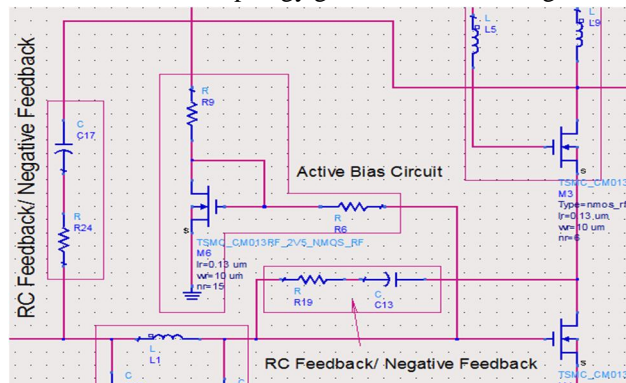 L
L5
L
L9
RC Feedback/ Negative Feedback
C
C17
R
R9
R
R24
Active Bias Circuit
R
R6
S
TSMC_CM013RF_2V5_NMOS_RF
M6
lr=0.13 um
wr=10 um
nr=15
S
M3
Type=nmos_rf
lr=0.13 um,
wr=10 um
nr=6
R
R19
C
C13
L
L1
C
C
RC Feedback/ Negative Feedback
S
TSMC_CM013